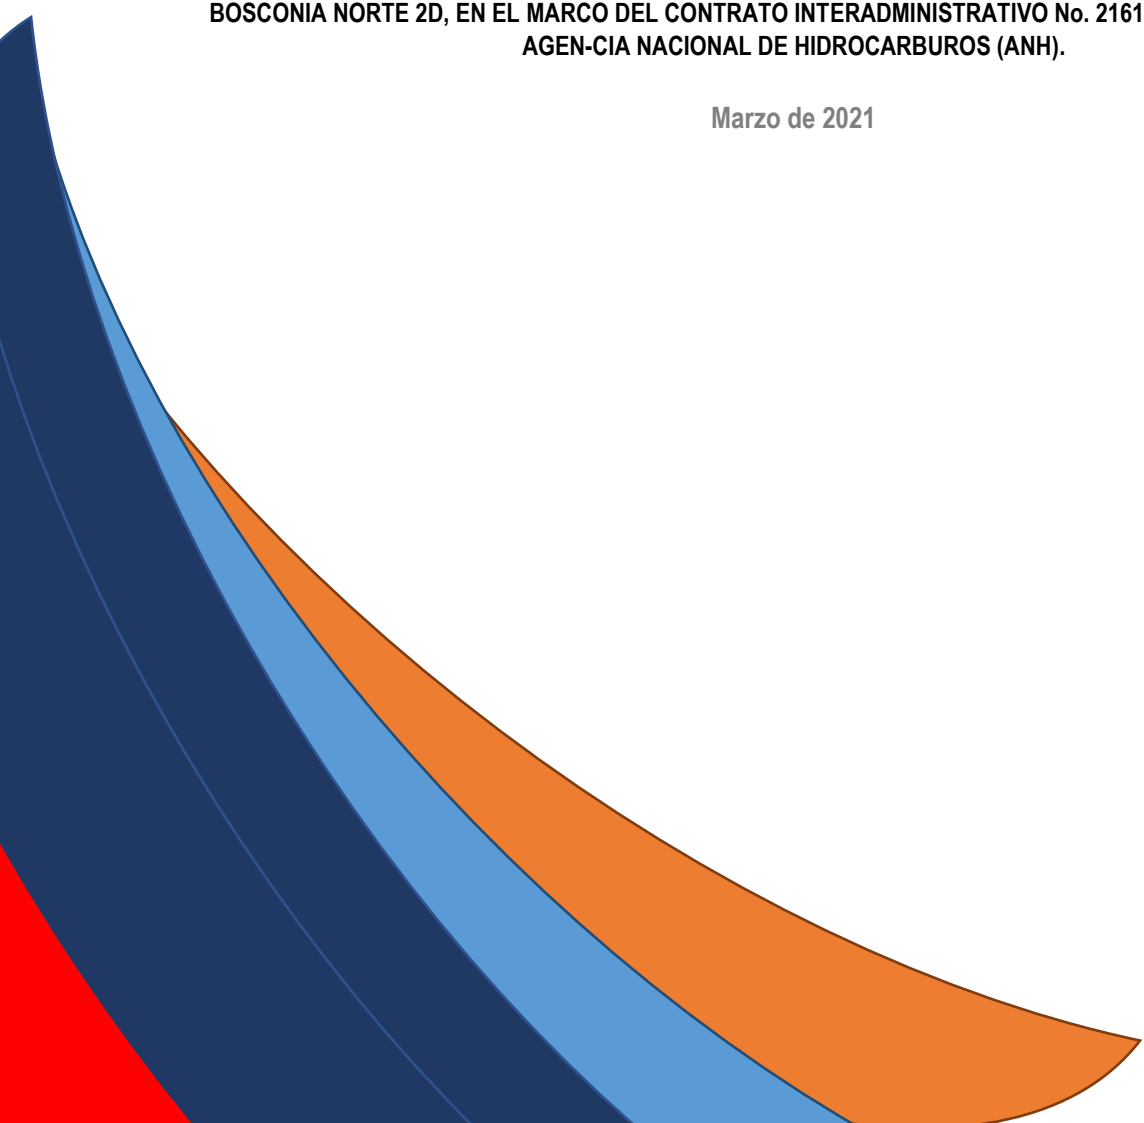 BOSCONIA NORTE 2D, EN EL MARCO DEL CONTRATO INTERADMINISTRATIVO No. 2161
AGEN-CIA NACIONAL DE HIDROCARBUROS (ANH).
Marzo de 2021